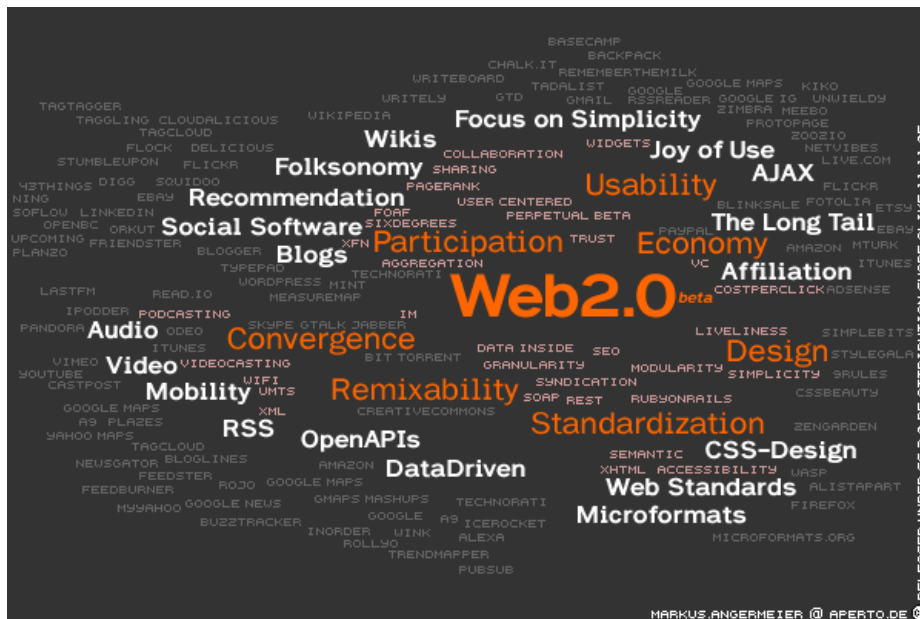 BASECAMP
BACKPACK
CHALK.IT REMEMBERTHEMILK
WRITEBOARD TADALIST GOOGLE GOOGLE MAPS KIKO
WRITELY GTD GMAIL RSSREADER GOOGLE IG UNWIELDY
TAGTAGGER ZIMBRA MEEBO
TAGGLING CLOUDALICIOUS WIKIPEDIA Focus on Simplicity PROTOPAGE
TAGCLOUD Wikis WIDGETS ZOOZIO
FLOCK DELICIOUS COLLABORATION Joy of Use NETVIBES
STUMBLEUPON FLICKR Folksonomy SHARING AJAX LIVE.COM
43THINGS DIGG SQUIDOO PAGERANK Usability FLICKR
NING EBAY Recommendation USER CENTERED BLINKSALE FOTOLIA ETSY
SOFLOW LINKEDIN FOAF PERPETUAL BETA
OPENBC ORKUT Social Software SIXDEGREES PAYPAL The Long Tail EBAY
UPCOMING FRIENDSTER XFN Participation TRUST Economy AMAZON MTURK
PLANZO BLOGGER Blogs
TYPEPAD AGGREGATION VC ITUNES
WORDPRESS MINT TECHNORATI Affiliation
LASTFM READ.IO MEASUREMAP Web2.0 beta COSTPERCLICK ADSENSE
IPODDER PODCASTING IM
PANDORA Audio ODEO SKYPE GTALK JABBER LIVELINESS SIMPLEBITS
ITUNES Convergence DATA INSIDE SEO Design STYLEGALA
VIMEO Video VIDEOCASTING BIT TORRENT GRANULARITY MODULARITY
YOUTUBE WIFI SIMPLICITY 9RULES
CASTPOST Mobility UMTS Remixability SYNDICATION
SOAP REST RUBYONRAILS CSSBEAUTY
GOOGLE MAPS XML CREATIVECOMMONS
A9 PLAZES RSS Standardization ZENGARDEN
YAHOO MAPS OpenAPIs
TAGCLOUD SEMANTIC CSS-Design
NEWSGATOR BLOGLINES AMAZON DataDriven XHTML ACCESSIBILITY WASP
FEEDSTER ROJO GOOGLE MAPS Web Standards ALISTAPART
FEEDBURNER
MYYAHOO GOOGLE NEWS GMAPS MASHUPS TECHNORATI FIREFOX
BUZZTRACKER GOOGLE A9 ICEROCKET Microformats
INORDER WINK ALEXA MICROFORMATS.ORG
ROLLYO
TRENDMAPPER
PUBSUB
MARKUS.ANGERMEIER @ APERTO.DE